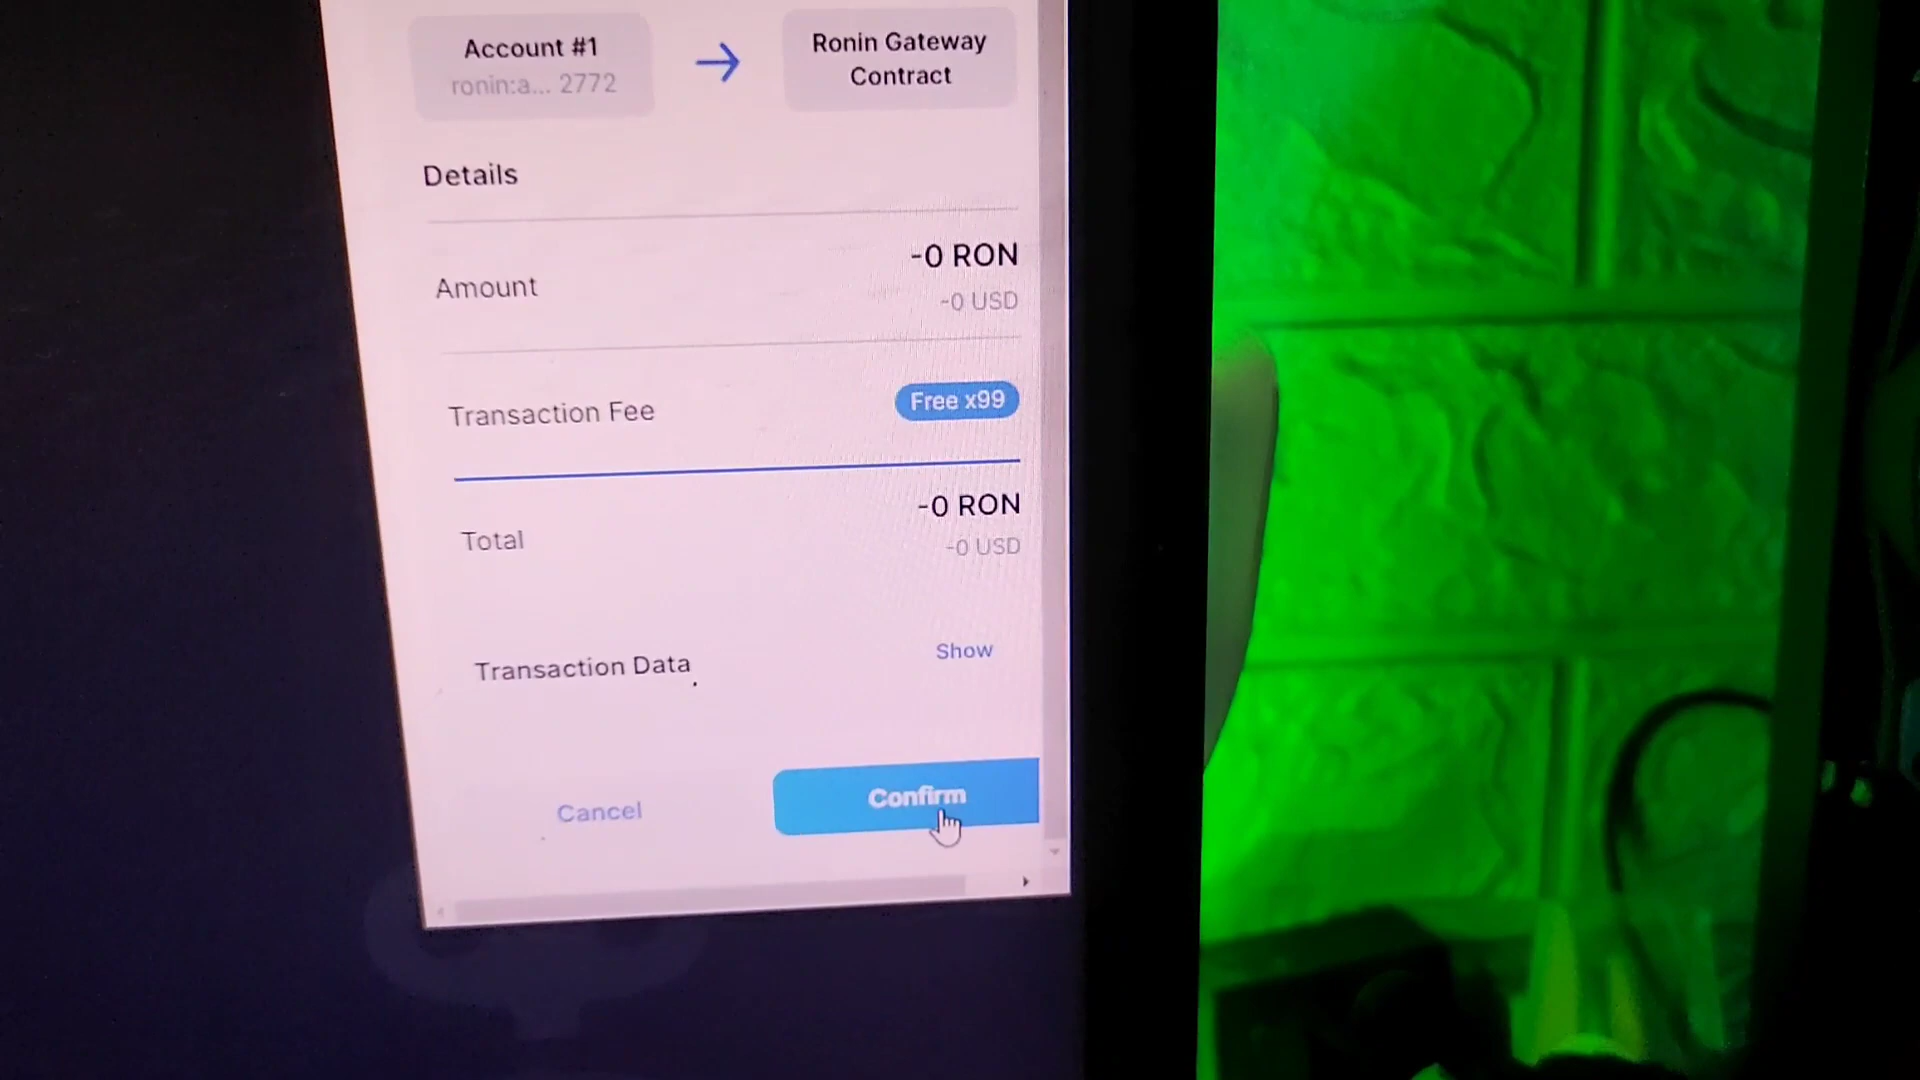 Account #1
ronin:a... 2772
Ronin Gateway
Contract
Details
Amount
-0 RON
-0 USD
Transaction Fee
Free x99
Total
-0 RON
-0 USD
Transaction Data
Show
Cancel
Confirm